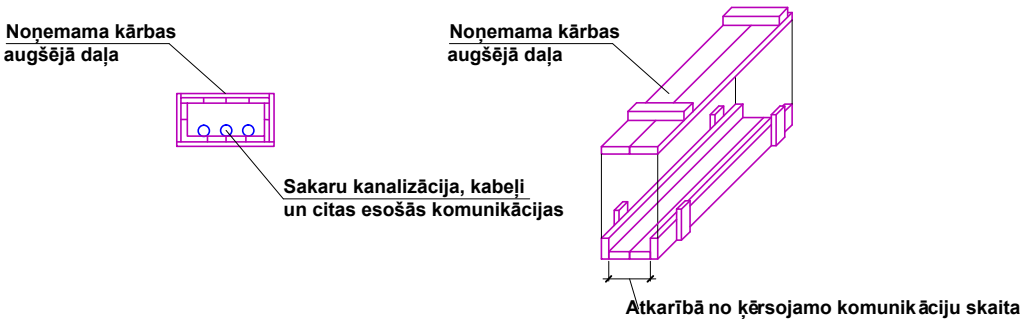 Noņemama kārbas
augšējā daļa
Sakaru kanalizācija, kabeļi
un citas esošās komunikācijas
Noņemama kārbas
augšējā daļa
Atkarībā no ķērsojamo komunikāciju skaita